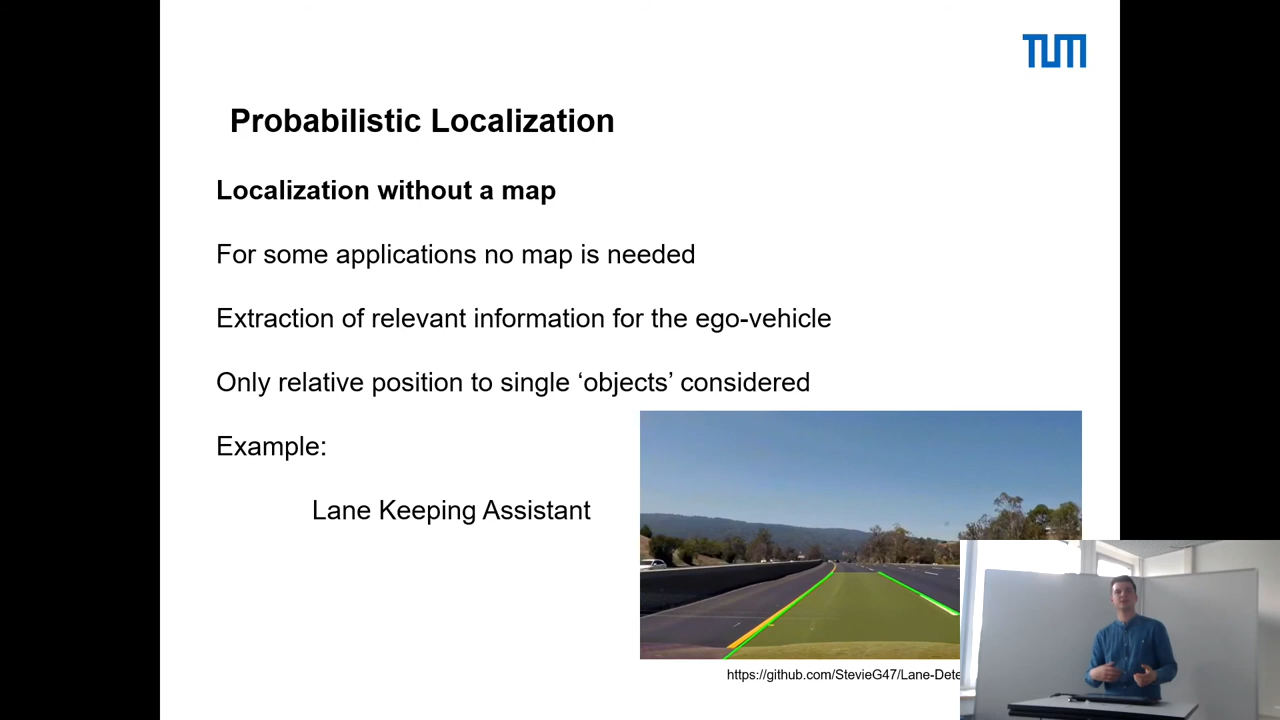 TUM
Probabilistic Localization
Localization without a map
For some applications no map is needed
Extraction of relevant information for the ego-vehicle
Only relative position to single ‘objects’ considered
Example:
Lane Keeping Assistant
https://github.com/StevieG47/Lane-Dete